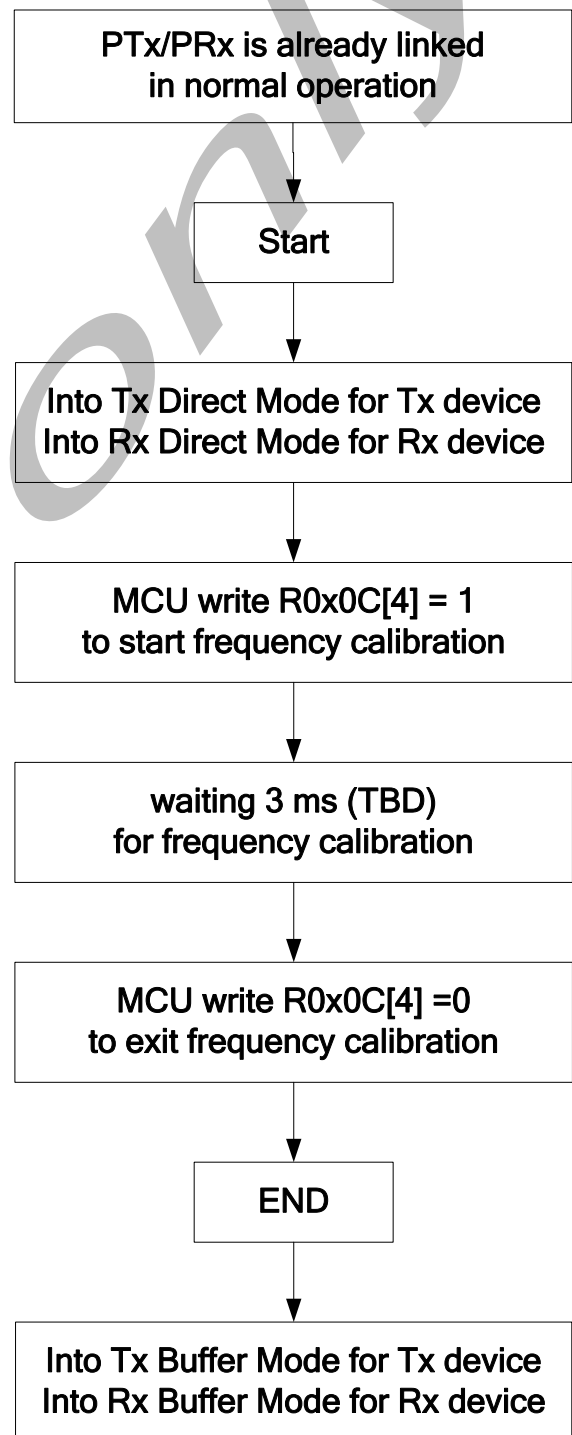 PTx/PRx is already linked
in normal operation
Start
Into Tx Direct Mode for Tx device
Into Rx Direct Mode for Rx device
MCU write R0x0C[4] = 1
to start frequency calibration
waiting 3 ms (TBD)
for frequency calibration
MCU write R0x0C[4] =0
to exit frequency calibration
END
Into Tx Buffer Mode for Tx device
Into Rx Buffer Mode for Rx device
only